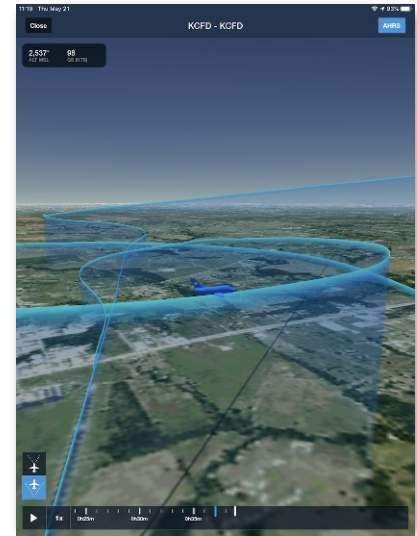 11:19 Thu May 21
93%
Close
KCFD - KCFD
AHRS
2,537'
98
ALT MSL
GS (KTS)
1x
0h25m
0h30m
0h35m